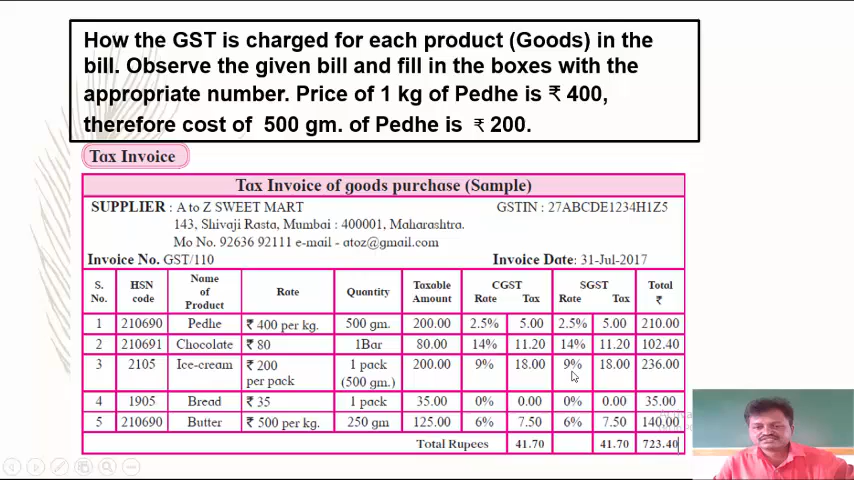 How the GST is charged for each product (Goods) in the
bill. Observe the given bill and fill in the boxes with the
appropriate number. Price of 1 kg of Pedhe is ₹ 400,
therefore cost of 500 gm. of Pedhe is ₹ 200.
Tax Invoice
Tax Invoice of goods purchase (Sample)
SUPPLIER : A to Z SWEET MART GSTIN : 27ABCDE1234H1Z5
143, Shivaji Rasta, Mumbai : 400001, Maharashtra.
Mo No. 92636 92111 e-mail - atoz@gmail.com
Invoice No. GST/110 Invoice Date: 31-Jul-2017
S. No. HSN code Name of Product Rate Quantity Taxable Amount CGST Rate Tax SGST Rate Tax Total ₹
1 210690 Pedhe ₹ 400 per kg. 500 gm. 200.00 2.5% 5.00 2.5% 5.00 210.00
2 210691 Chocolate ₹ 80 1Bar 80.00 14% 11.20 14% 11.20 102.40
3 2105 Ice-cream ₹ 200 per pack 1 pack (500 gm.) 200.00 9% 18.00 9% 18.00 236.00
4 1905 Bread ₹ 35 1 pack 35.00 0% 0.00 0% 0.00 35.00
5 210690 Butter ₹ 500 per kg. 250 gm 125.00 6% 7.50 6% 7.50 140.00
Total Rupees 41.70 41.70 723.40